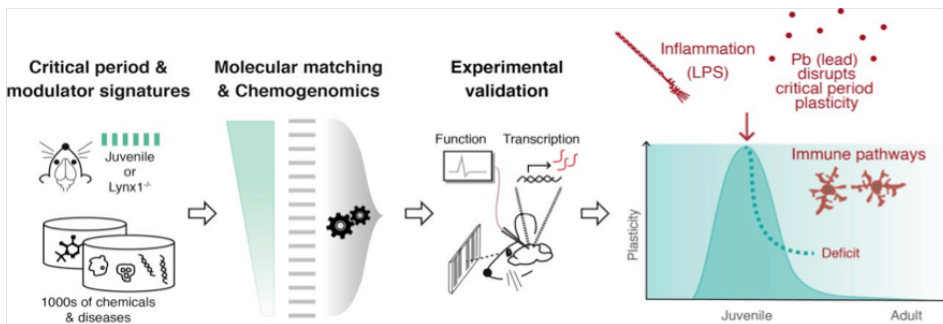 Critical period &
modulator signatures
Juvenile
or
Lynx1-/-
1000s of chemicals
& diseases
Molecular matching
& Chemogenomics
Experimental
validation
Function
Transcription
Inflammation
(LPS)
Pb (lead)
disrupts
critical period
plasticity
Immune pathways
Plasticity
Deficit
Juvenile
Adult